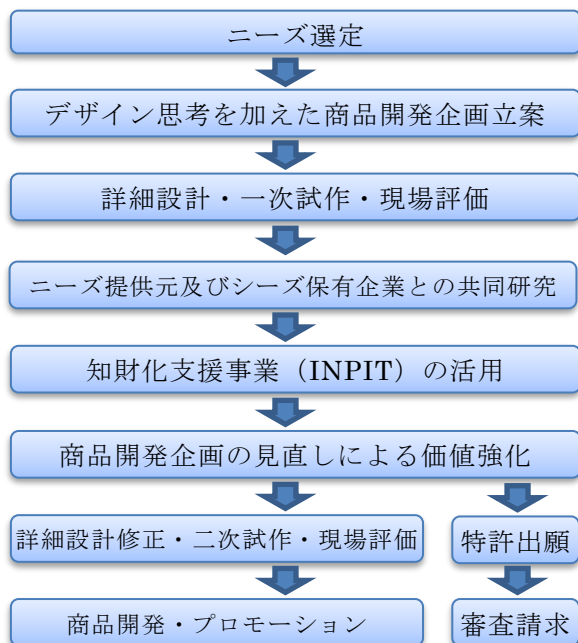 ニーズ選定
デザイン思考を加えた商品開発企画立案
詳細設計・一次試作・現場評価
ニーズ提供元及びシーズ保有企業との共同研究
知財化支援事業（INPIT）の活用
商品開発企画の見直しによる価値強化
詳細設計修正・二次試作・現場評価
特許出願
商品開発・プロモーション
審査請求